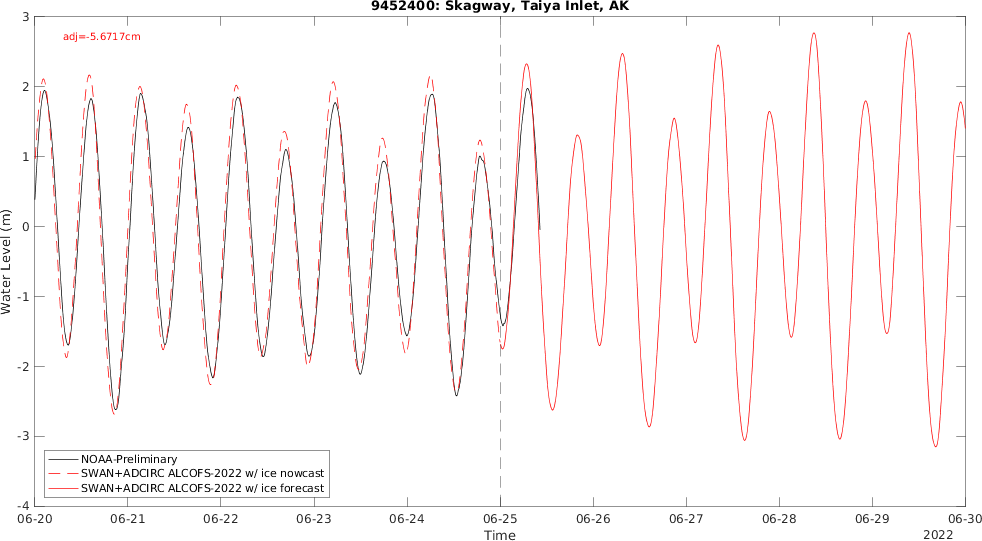 9452400: Skagway, Taiya Inlet, AK
adj=-5.6717cm
3
2
1
0
-1
-2
-3
-4
Water Level (m)
NOAA-Preliminary
SWAN+ADCIRC ALCOFS-2022 w/ ice nowcast
SWAN+ADCIRC ALCOFS-2022 w/ ice forecast
06-20 06-21 06-22 06-23 06-24 06-25 06-26 06-27 06-28 06-29 06-30
Time
2022